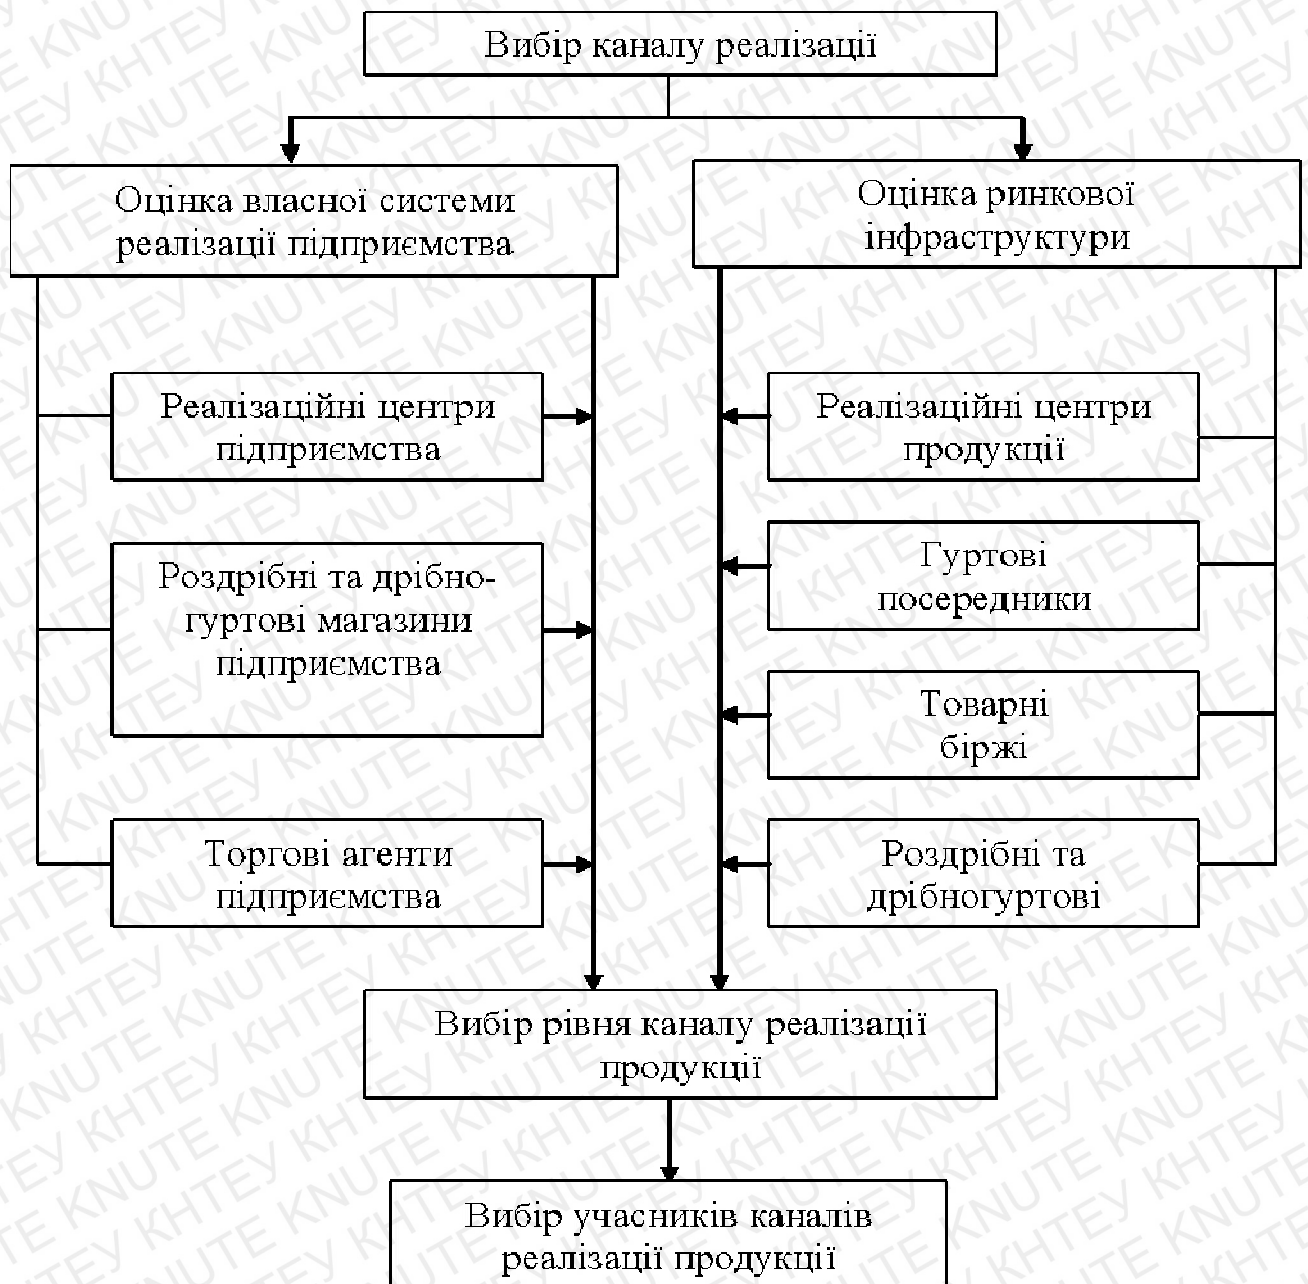 Вибір каналу реалізації
Оцінка власної системи
реалізації підприємства
Оцінка ринкової
інфраструктури
Реалізаційні центри
підприємства
Роздрібні та дрібно-
гуртові магазини
підприємства
Торгові агенти
підприємства
Реалізаційні центри
продукції
Гуртові
посередники
Товарні
біржі
Роздрібні та
дрібногуртові
Вибір рівня каналу реалізації
продукції
Вибір учасників каналів
реалізації продукції